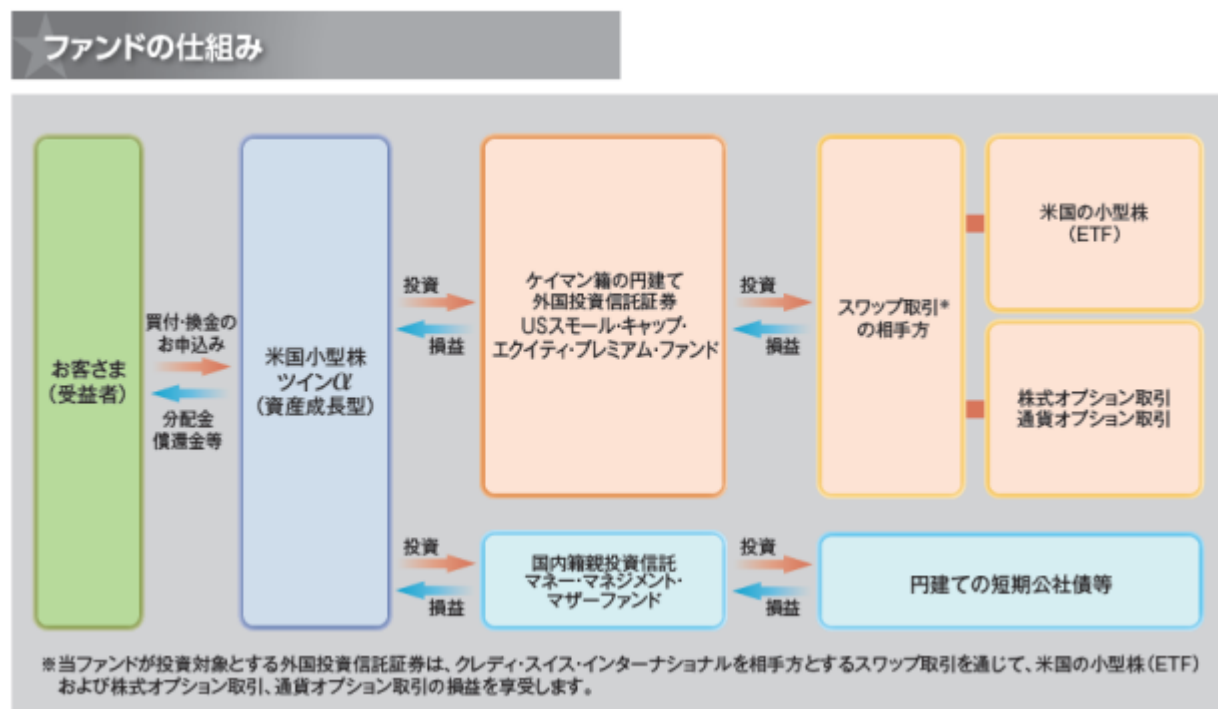 ファンドの仕組み
お客さま
(受益者)
買付・換金の
お申込み
分配金
償還金等
米国小型株
ツインα
(資産成長型)
投資
損益
ケイマン籍の円建て
外国投資信託証券
USスモール・キャップ・
エクイティ・プレミアム・ファンド
投資
損益
スワップ取引※
の相手方
米国の小型株
(ETF)
株式オプション取引
通貨オプション取引
投資
損益
国内籍親投資信託
マネー・マネジメント・
マザーファンド
投資
損益
円建ての短期公社債等
※当ファンドが投資対象とする外国投資信託証券は、クレディ・スイス・インターナショナルを相手方とするスワップ取引を通じて、米国の小型株(ETF)
および株式オプション取引、通貨オプション取引の損益を享受します。